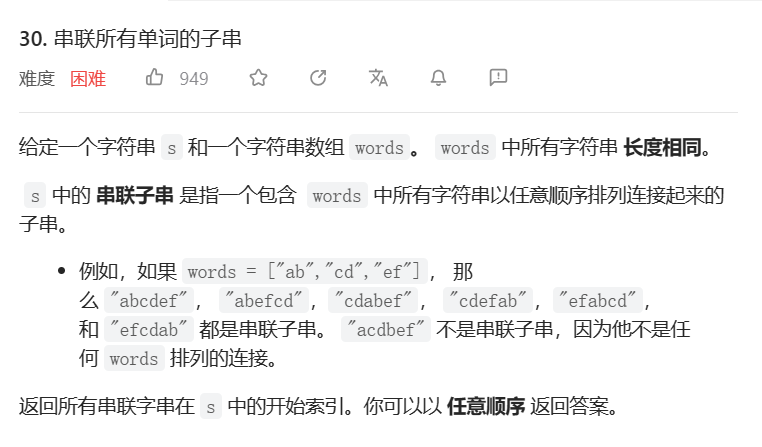 30. 串联所有单词的子串
难度 困难 949
给定一个字符串 s 和一个字符串数组 words。 words 中所有字符串 长度相同。
s 中的 串联子串 是指一个包含 words 中所有字符串以任意顺序排列连接起来的
子串。
• 例如，如果 words = ["ab","cd","ef"]， 那
么 "abcdef"， "abefcd"，"cdabef"， "cdefab"，"efabcd"，
和 "efcdab" 都是串联子串。 "acdbef" 不是串联子串，因为他不是任
何 words 排列的连接。
返回所有串联字串在 s 中的开始索引。你可以以 任意顺序 返回答案。